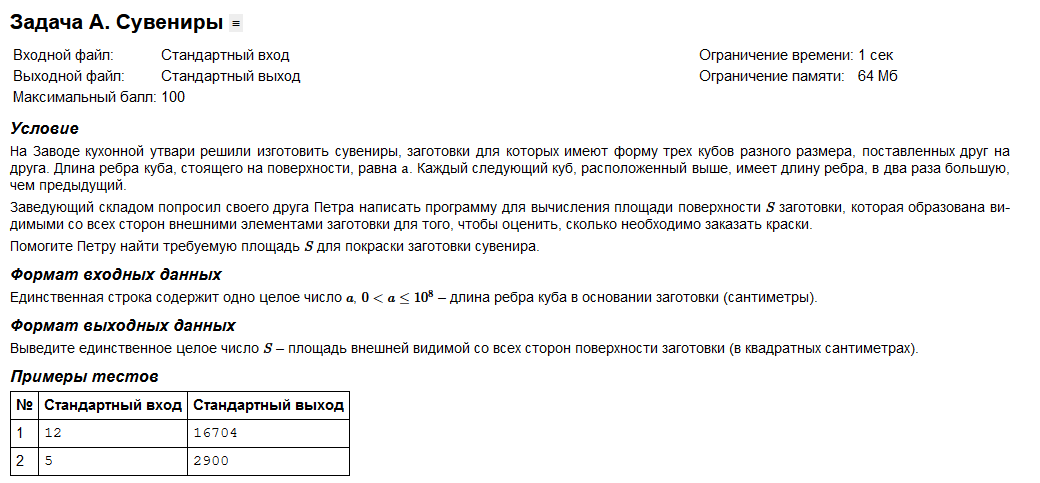 Задача A. Сувениры ≡
Входной файл: Стандартный вход Ограничение времени: 1 сек
Выходной файл: Стандартный выход Ограничение памяти: 64 Мб
Максимальный балл: 100
Условие
На Заводе кухонной утвари решили изготовить сувениры, заготовки для которых имеют форму трех кубов разного размера, поставленных друг на
друга. Длина ребра куба, стоящего на поверхности, равна a. Каждый следующий куб, расположенный выше, имеет длину ребра, в два раза большую,
чем предыдущий.
Заведующий складом попросил своего друга Петра написать программу для вычисления площади поверхности S заготовки, которая образована ви-
димыми со всех сторон внешними элементами заготовки для того, чтобы оценить, сколько необходимо заказать краски.
Помогите Петру найти требуемую площадь S для покраски заготовки сувенира.
Формат входных данных
Единственная строка содержит одно целое число a, 0 < a ≤ 10⁸ – длина ребра куба в основании заготовки (сантиметры).
Формат выходных данных
Выведите единственное целое число S – площадь внешней видимой со всех сторон поверхности заготовки (в квадратных сантиметрах).
Примеры тестов
№ Стандартный вход Стандартный выход
1 12 16704
2 5 2900